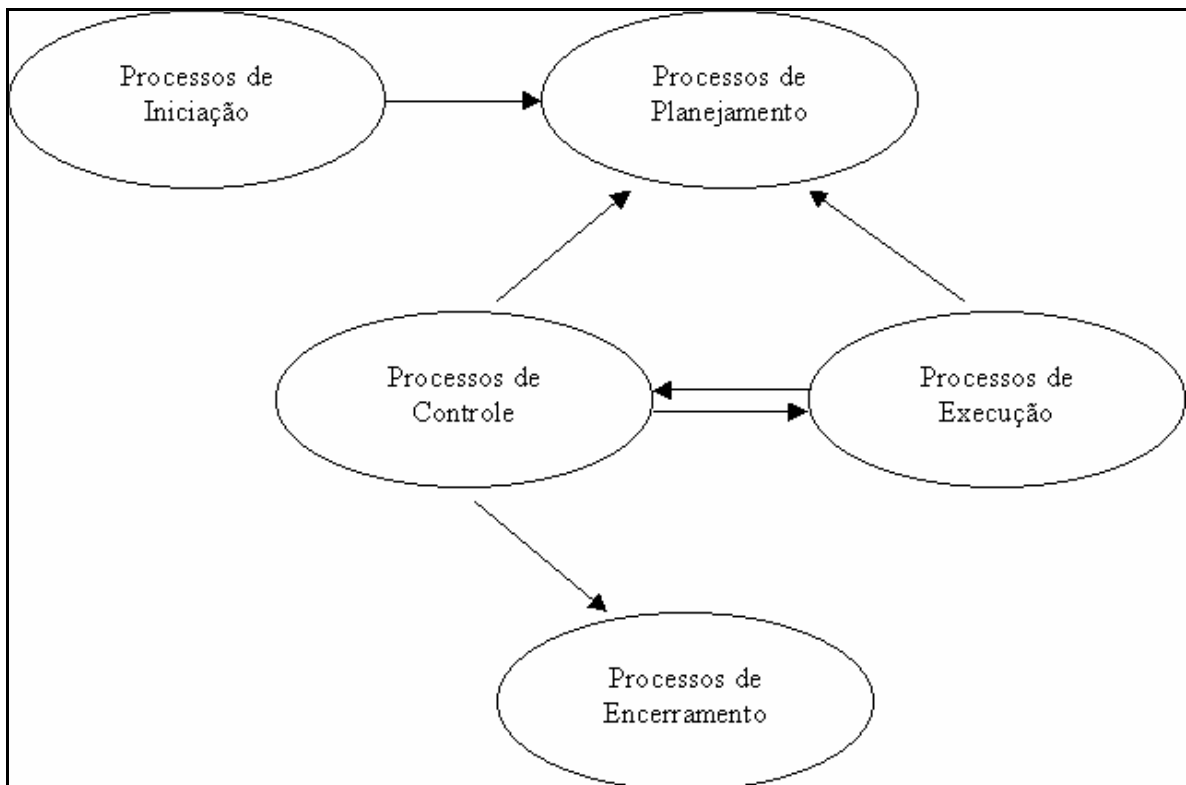 Processos de
Iniciação
Processos de
Planejamento
Processos de
Controle
Processos de
Execução
Processos de
Encerramento